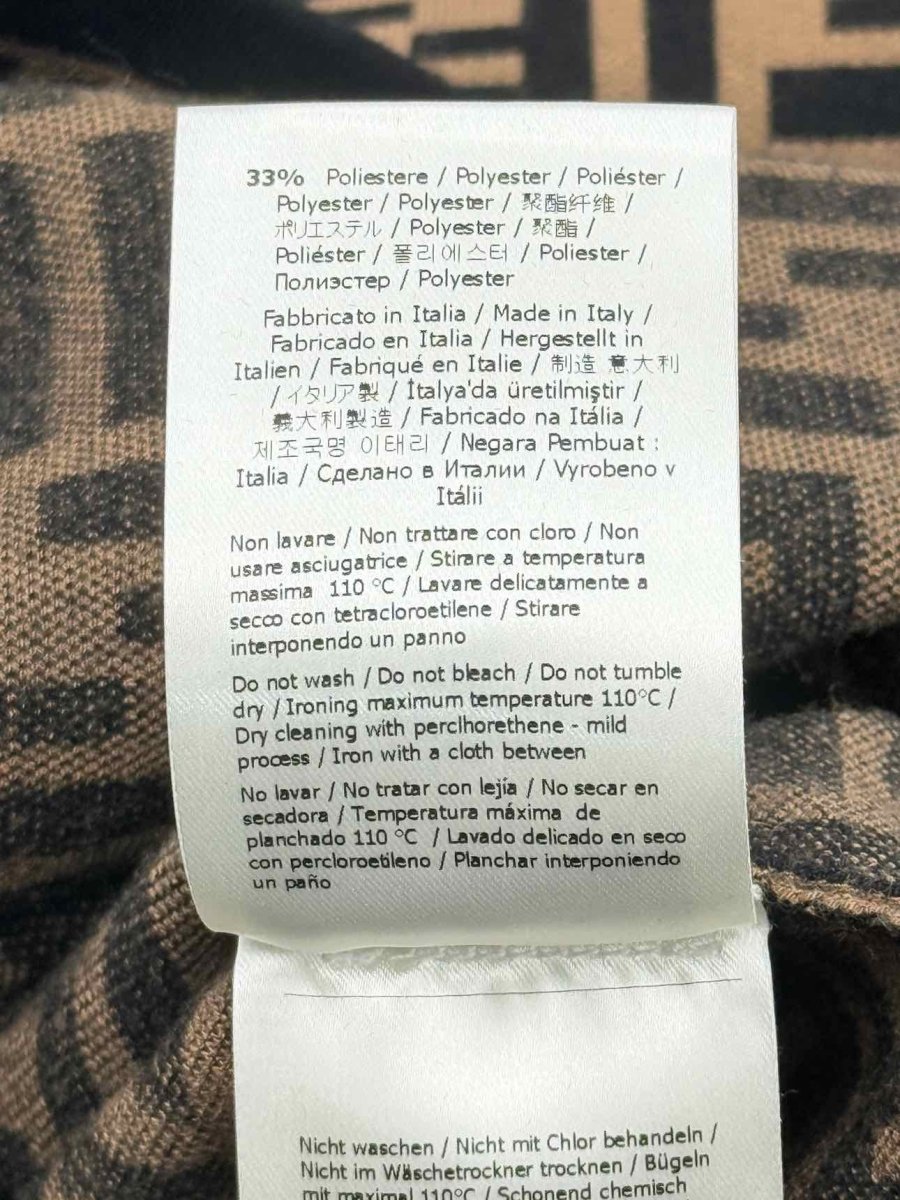 33% Poliestere / Polyester / Poliéster /
Polyester / Polyester / 聚酯纤维 /
ポリエステル / Polyester / 聚酯 /
Poliéster / 폴리에스터 / Poliester /
Полиэстер / Polyester
Fabbricato in Italia / Made in Italy /
Fabricado en Italia / Hergestellt in
Italien / Fabriqué en Italie / 制造 意大利
/ イタリア製 / İtalya'da üretilmiştir /
義大利製造 / Fabricado na Itália /
제조국명 이태리 / Negara Pembuat :
Italia / Сделано в Италии / Vyrobeno v
Itálii
Non lavare / Non trattare con cloro / Non
usare asciugatrice / Stirare a temperatura
massima 110 °C / Lavare delicatamente a
secco con tetracloroetilene / Stirare
interponendo un panno
Do not wash / Do not bleach / Do not tumble
dry / Ironing maximum temperature 110°C /
Dry cleaning with perclhorethene - mild
process / Iron with a cloth between
No lavar / No tratar con lejía / No secar en
secadora / Temperatura máxima de
planchado 110 °C / Lavado delicado en seco
con percloroetileno / Planchar interponiendo
un paño
Nicht waschen / Nicht mit Chlor behandeln /
Nicht im Wäschetrockner trocknen / Bügeln
mit maximal 110°C / Schonend chemisch